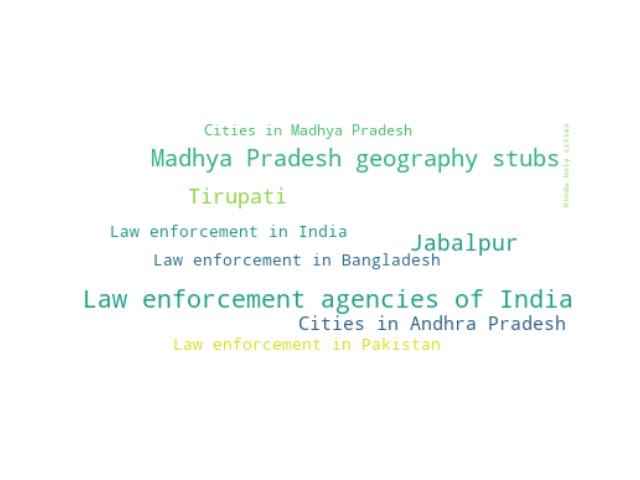 Cities in Madhya Pradesh
Hindu holy cities
Madhya Pradesh geography stubs
Tirupati
Law enforcement in India
Jabalpur
Law enforcement in Bangladesh
Law enforcement agencies of India
Cities in Andhra Pradesh
Law enforcement in Pakistan